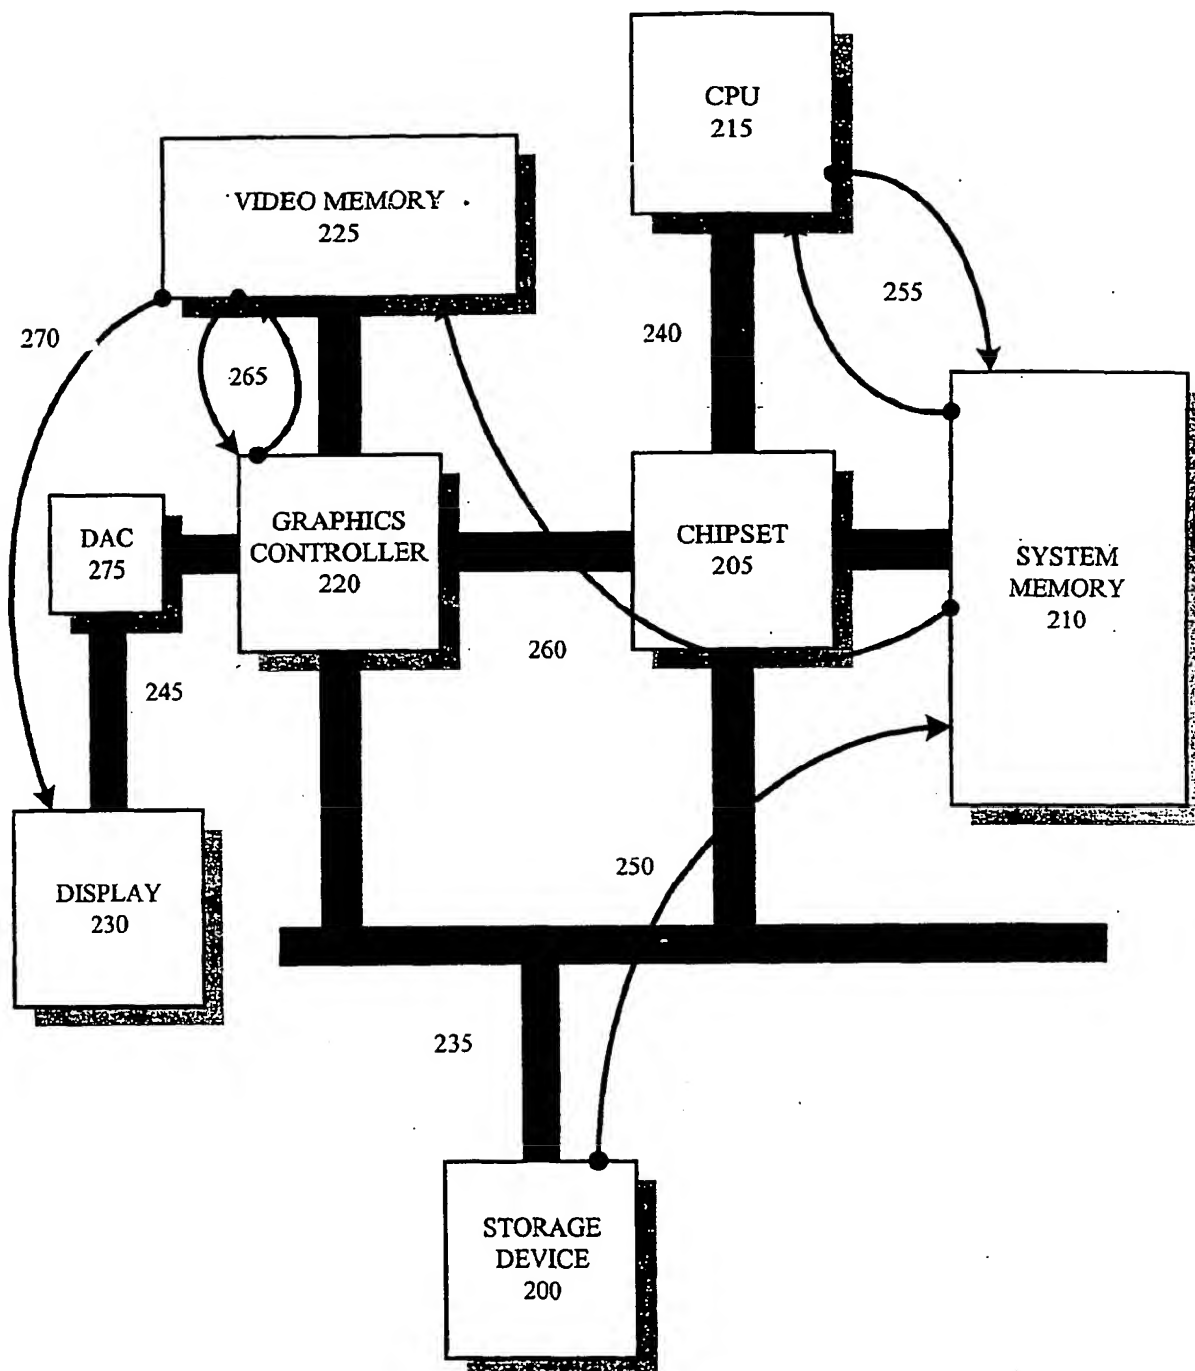 CPU
215
VIDEO MEMORY
225
255
270
240
265
GRAPHICS
CONTROLLER
220
CHIPSET
205
DAC
275
SYSTEM
MEMORY
210
260
245
250
DISPLAY
230
235
STORAGE
DEVICE
200